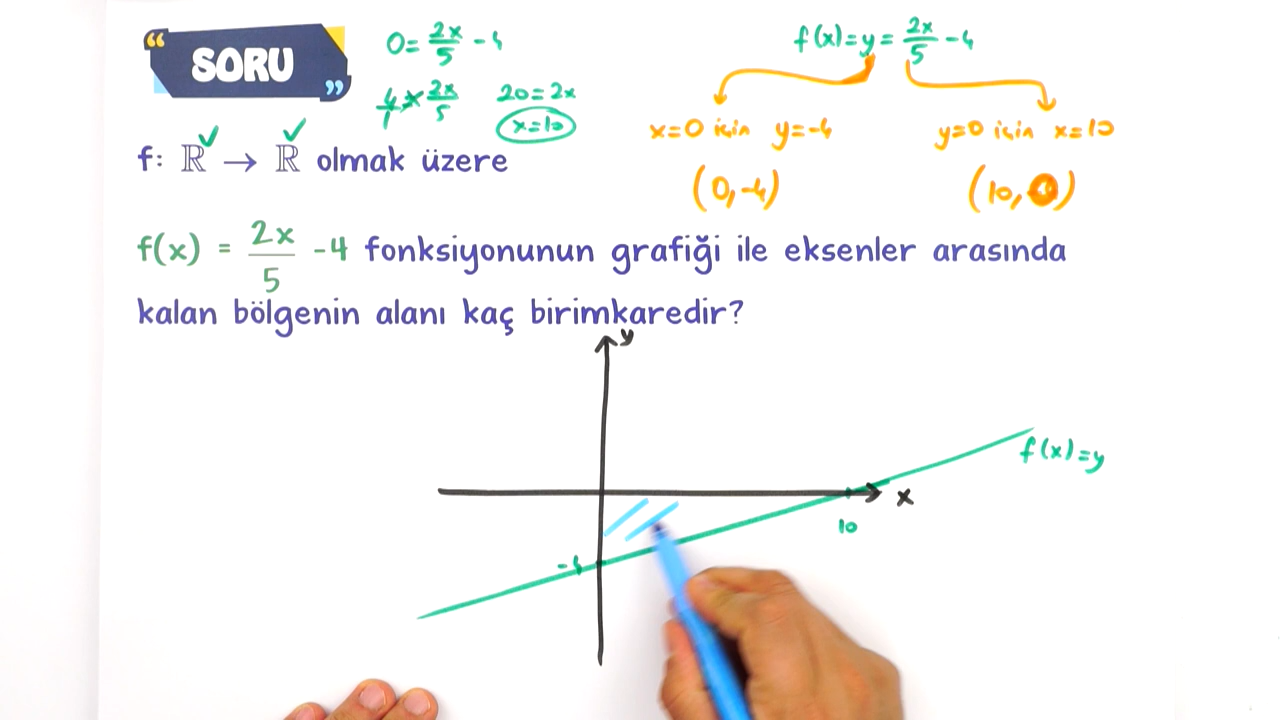 “ SORU ”
0 = 2x/5 - 4
4/1 × 2x/5
20 = 2x
x=10
f(x)=y= 2x/5 -4
x=0 için y=-4
y=0 için x=10
(0,-4)
(10,0)
f: ℝ → ℝ olmak üzere
f(x) = 2x/5 -4 fonksiyonunun grafiği ile eksenler arasında
kalan bölgenin alanı kaç birimkaredir?
y
f(x)=y
x
10
-4